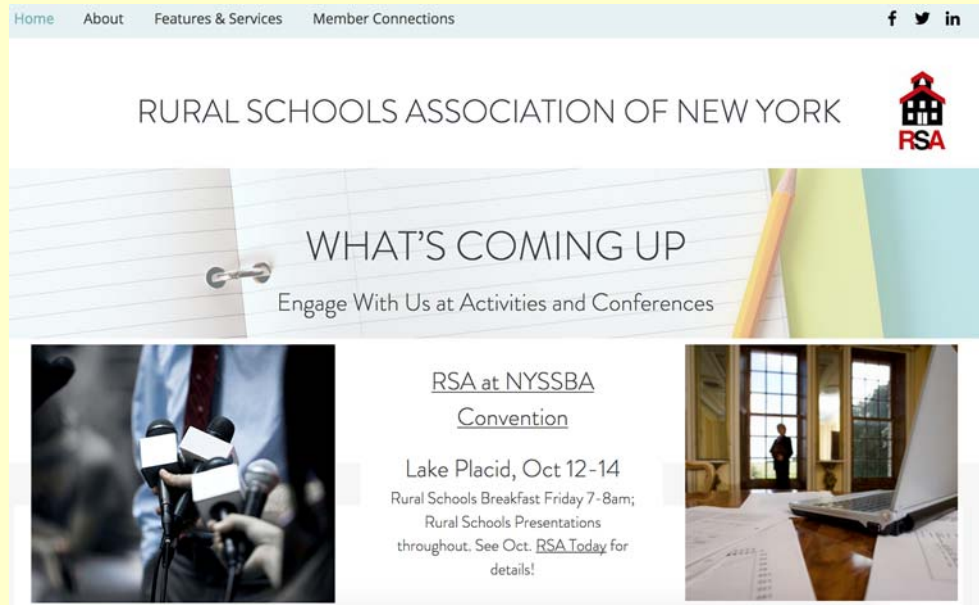 Home About Features & Services Member Connections
RURAL SCHOOLS ASSOCIATION OF NEW YORK
RSA
WHAT'S COMING UP
Engage With Us at Activities and Conferences
RSA at NYSSBA
Convention
Lake Placid, Oct 12-14
Rural Schools Breakfast Friday 7-8am;
Rural Schools Presentations
throughout. See Oct. RSA Today for
details!